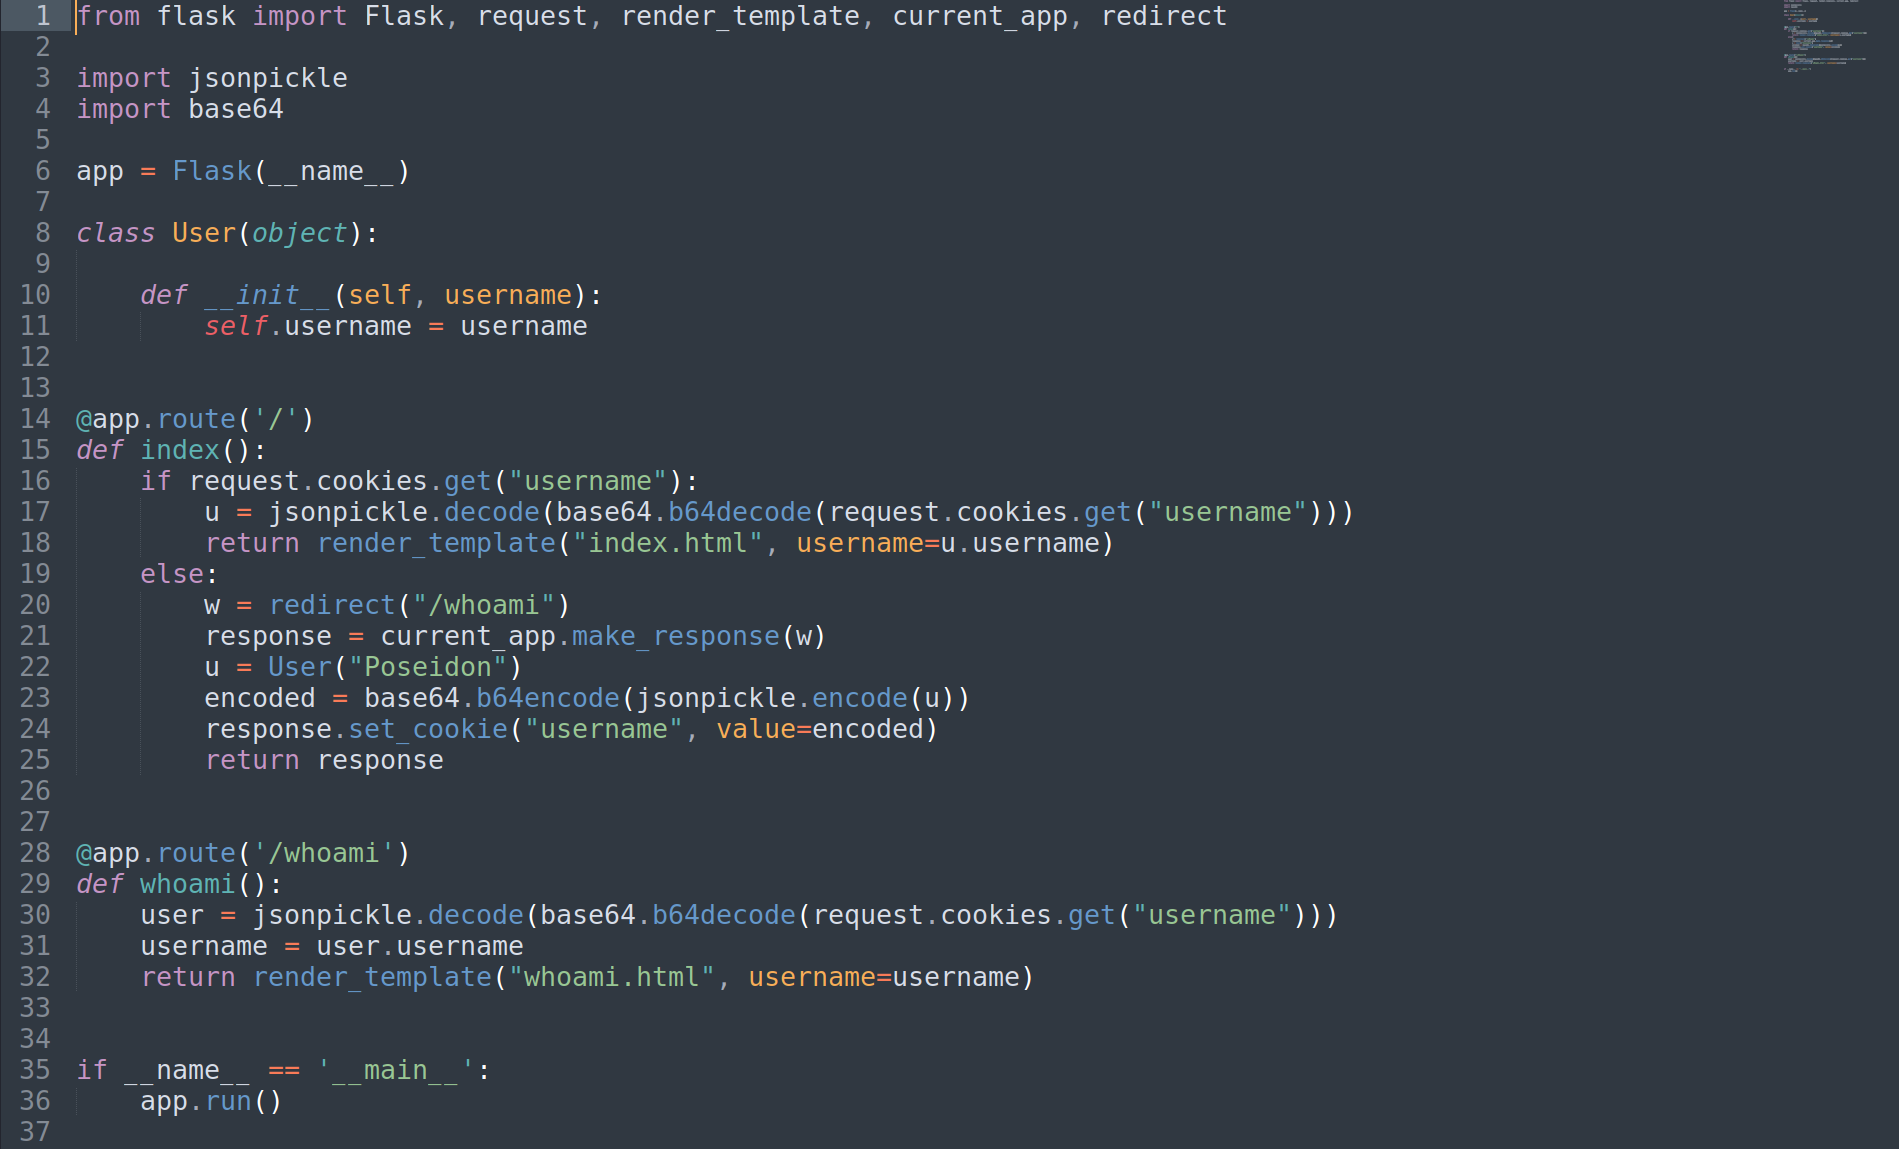 1 from flask import Flask, request, render_template, current_app, redirect
2
3 import jsonpickle
4 import base64
5
6 app = Flask(__name__)
7
8 class User(object):
9
10     def __init__(self, username):
11         self.username = username
12
13
14 @app.route('/')
15 def index():
16     if request.cookies.get("username"):
17         u = jsonpickle.decode(base64.b64decode(request.cookies.get("username")))
18         return render_template("index.html", username=u.username)
19     else:
20         w = redirect("/whoami")
21         response = current_app.make_response(w)
22         u = User("Poseidon")
23         encoded = base64.b64encode(jsonpickle.encode(u))
24         response.set_cookie("username", value=encoded)
25         return response
26
27
28 @app.route('/whoami')
29 def whoami():
30     user = jsonpickle.decode(base64.b64decode(request.cookies.get("username")))
31     username = user.username
32     return render_template("whoami.html", username=username)
33
34
35 if __name__ == '__main__':
36     app.run()
37